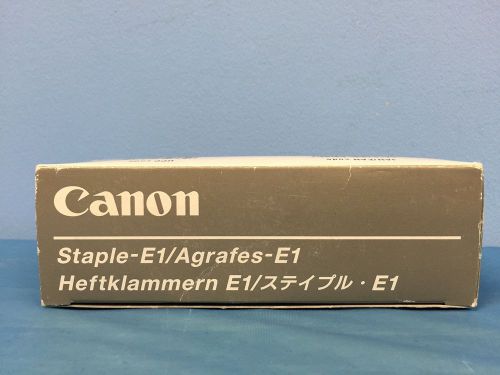 Canon
Staple-E1/Agrafes-E1
Heftklammern E1/ステイプル・E1